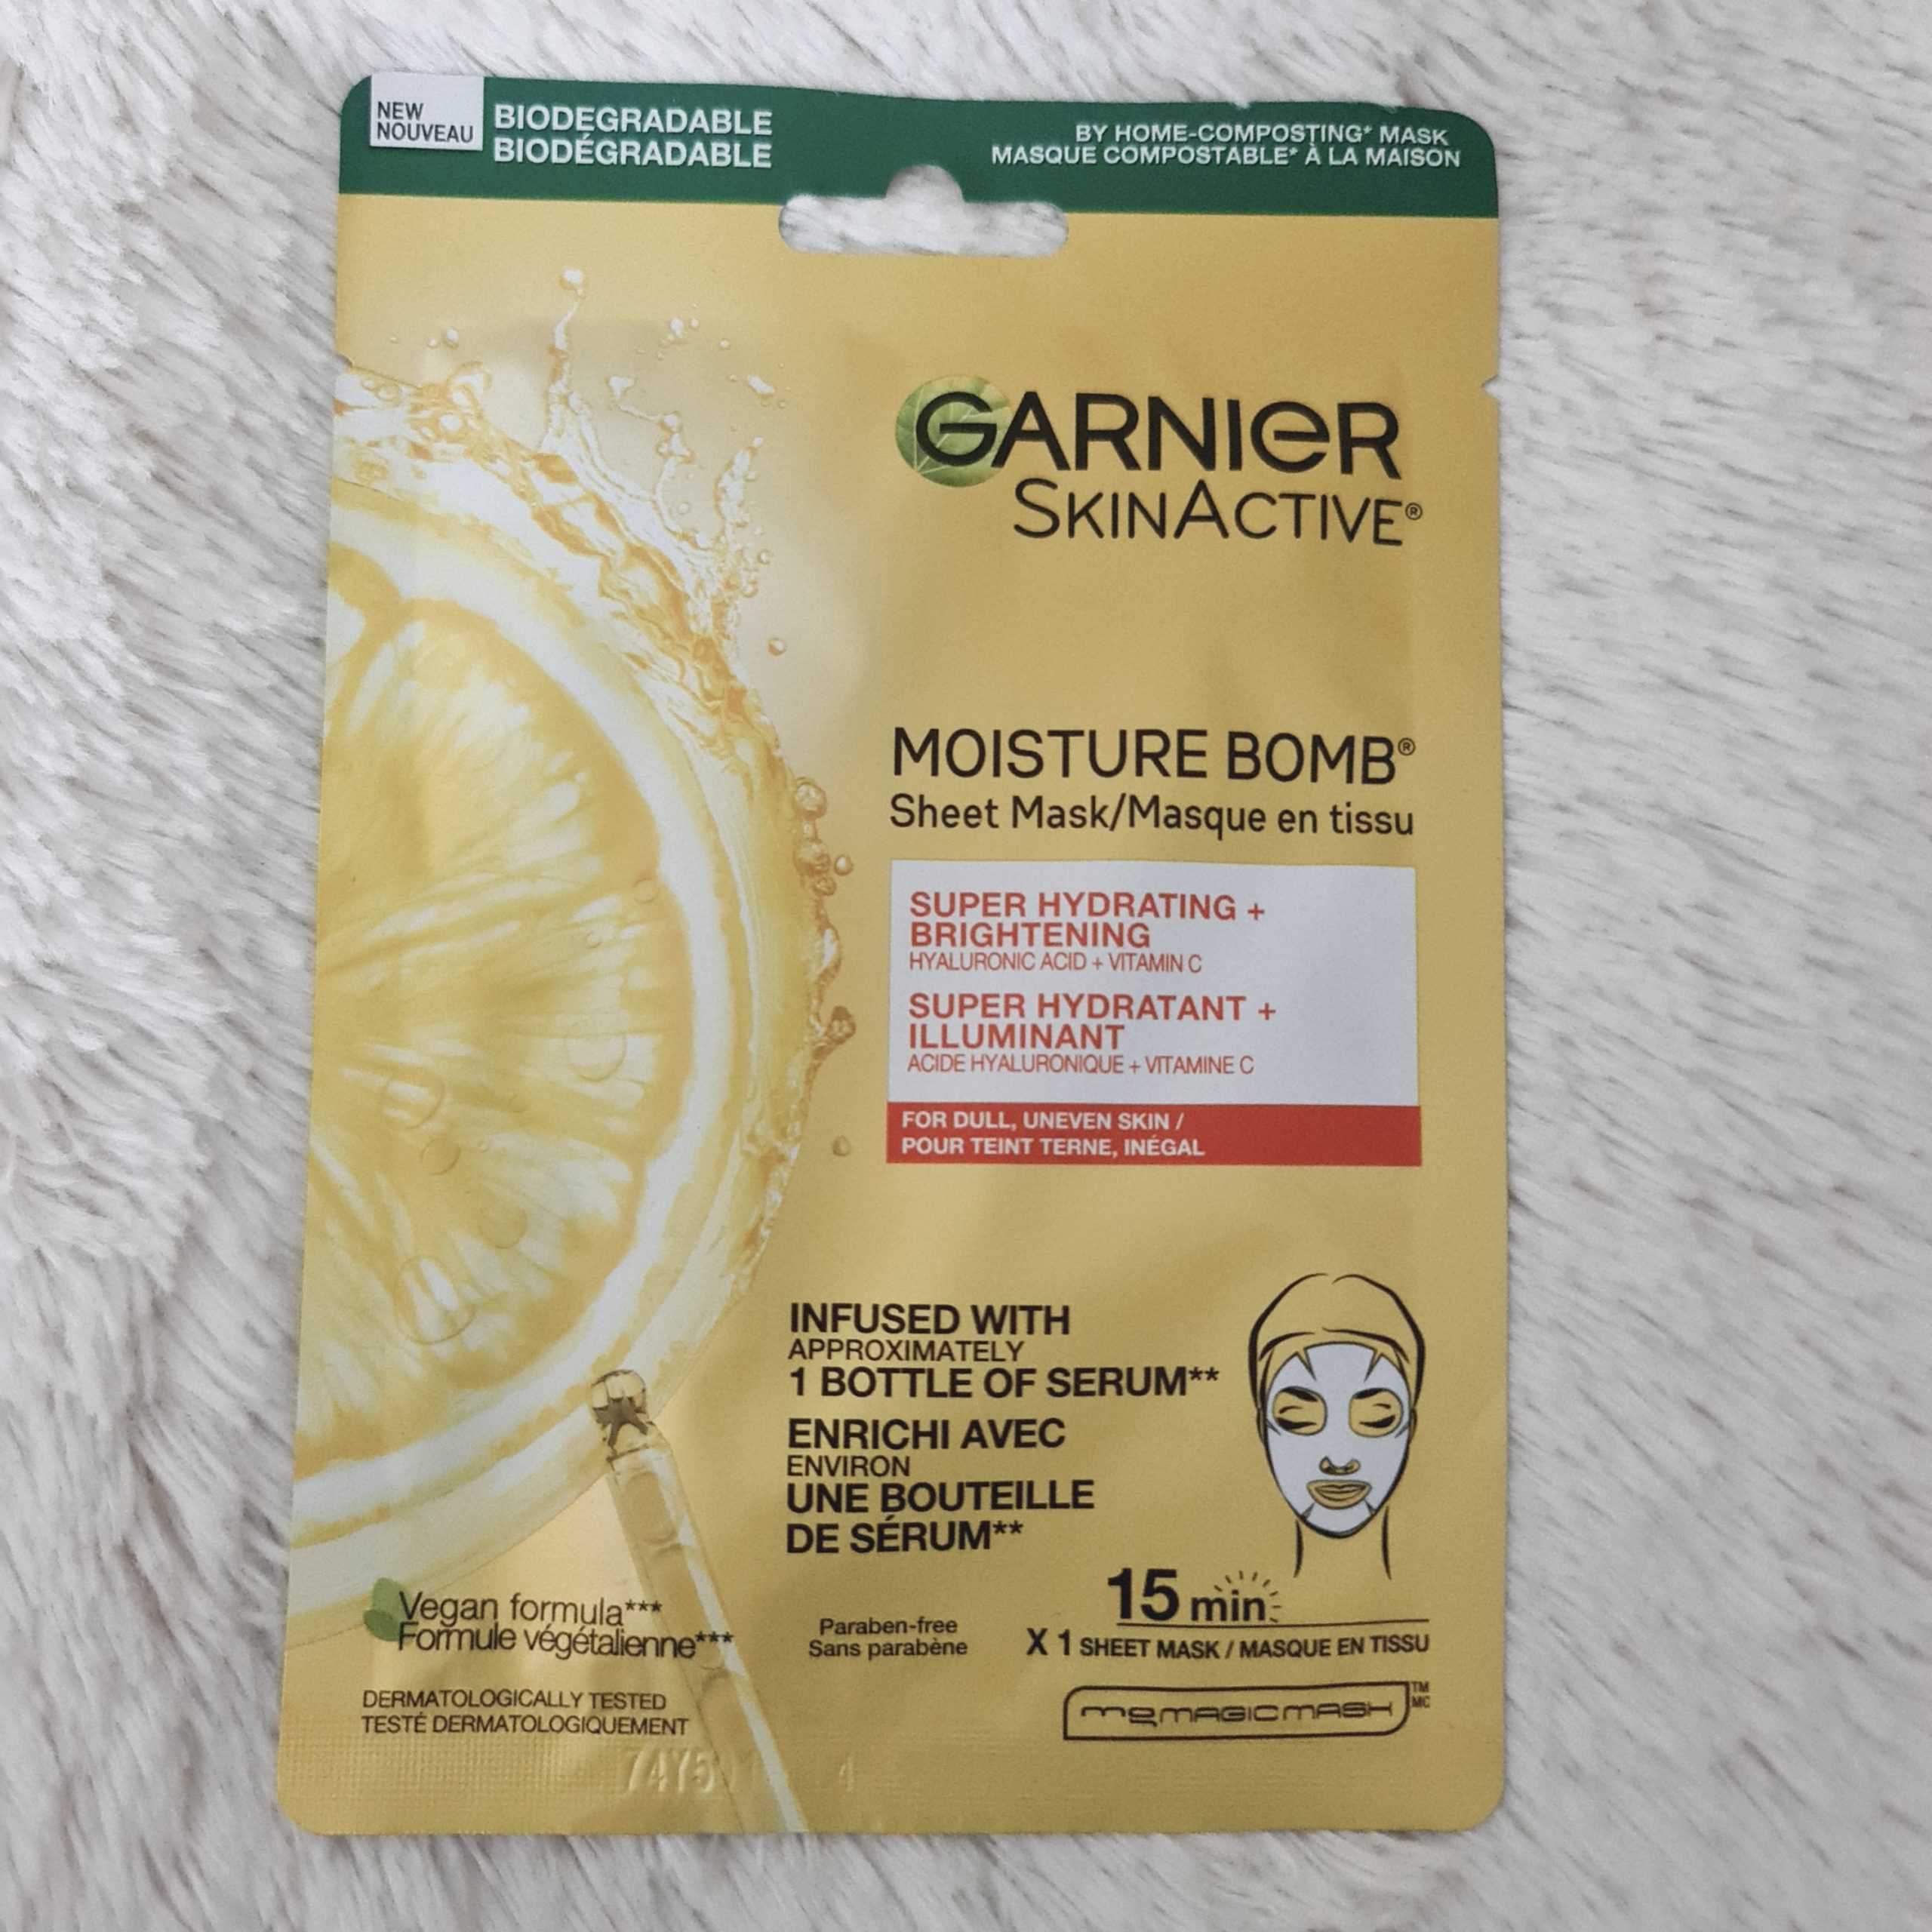 NEW
NOUVEAU
BIODEGRADABLE
BIODÉGRADABLE
BY HOME-COMPOSTING* MASK
MASQUE COMPOSTABLE* À LA MAISON
GARNIER
SKINACTIVE®
MOISTURE BOMB®
Sheet Mask/Masque en tissu
SUPER HYDRATING +
BRIGHTENING
HYALURONIC ACID + VITAMIN C
SUPER HYDRATANT +
ILLUMINANT
ACIDE HYALURONIQUE + VITAMINE C
FOR DULL, UNEVEN SKIN /
POUR TEINT TERNE, INÉGAL
INFUSED WITH
APPROXIMATELY
1 BOTTLE OF SERUM**
ENRICHI AVEC
ENVIRON
UNE BOUTEILLE
DE SÉRUM**
15 min
X 1 SHEET MASK / MASQUE EN TISSU
Vegan formula***
Formule végétalienne***
Paraben-free
Sans parabène
DERMATOLOGICALLY TESTED
TESTÉ DERMATOLOGIQUEMENT
MAGICMASK TM
MC